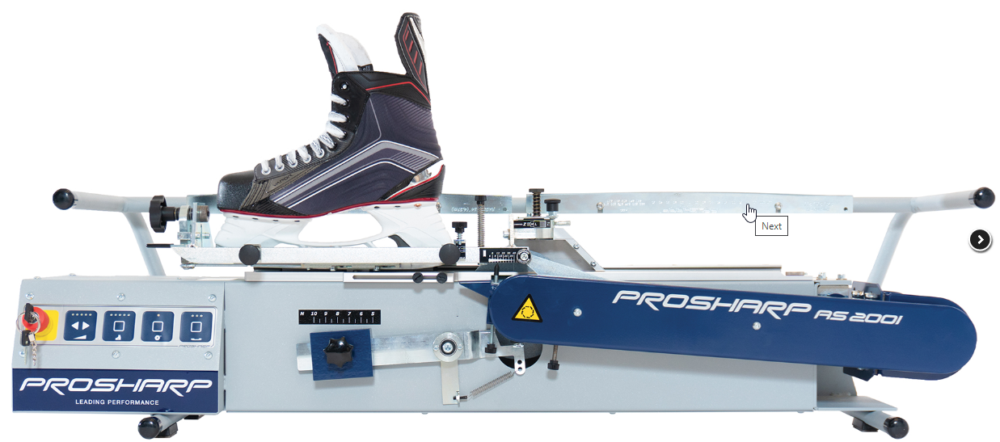 Next
N 10 9 8 7 6 5
PROSHARP AS 2001
PROSHARP
LEADING PERFORMANCE